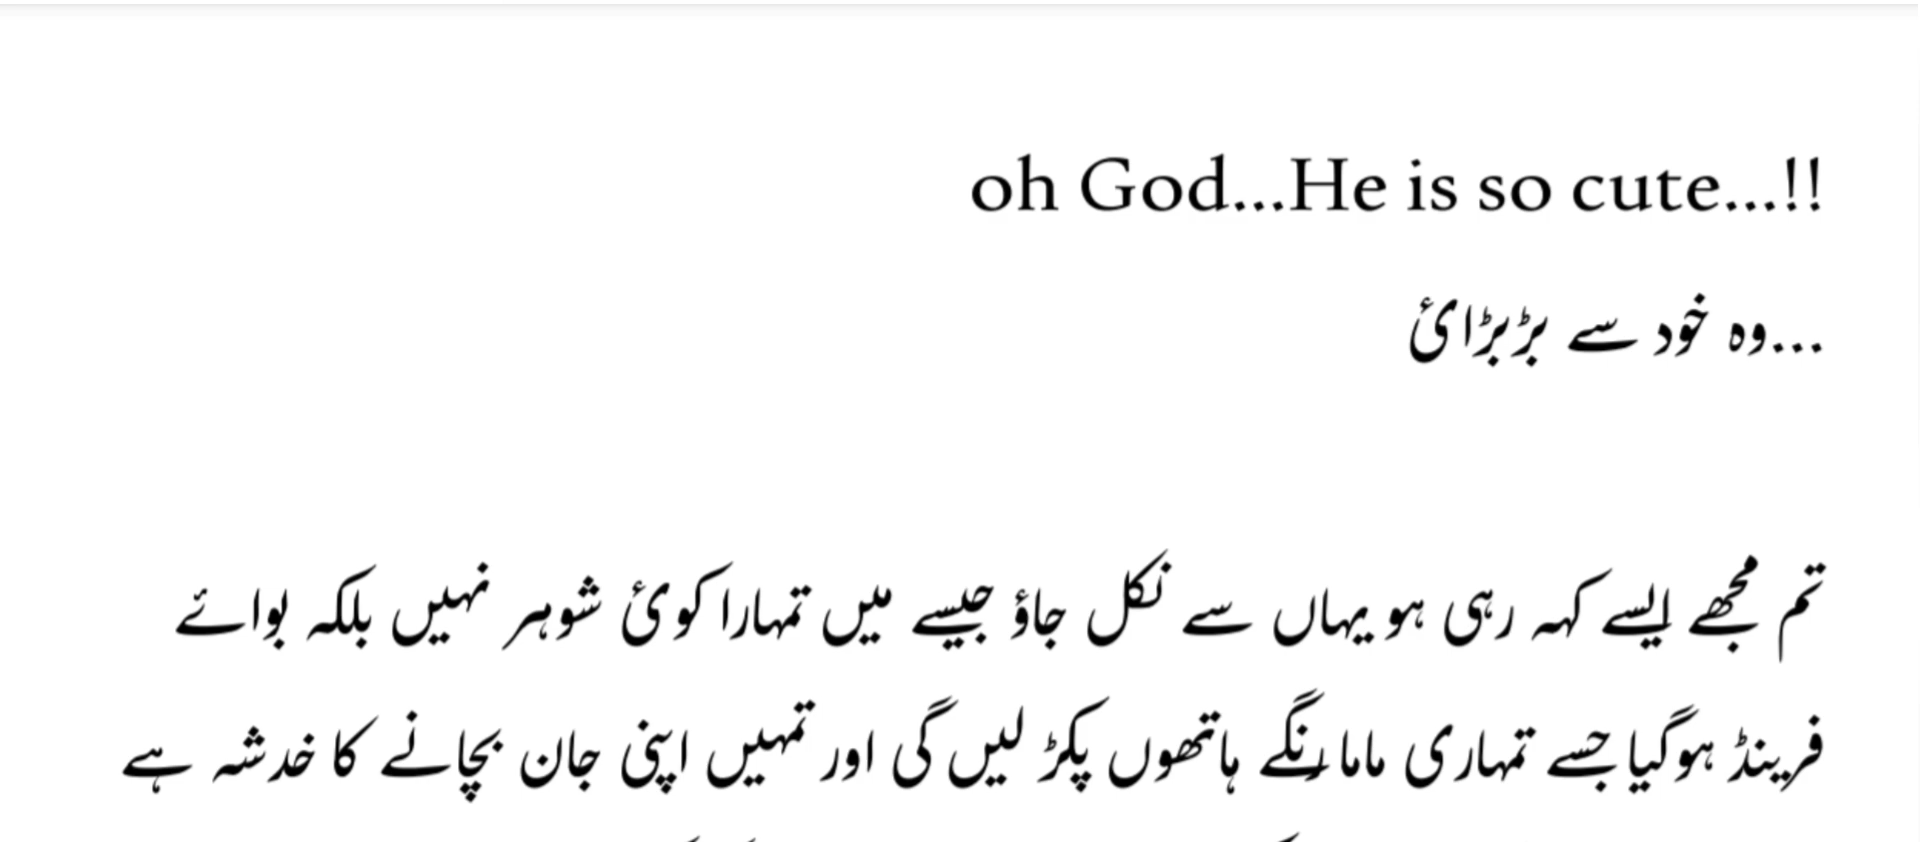 oh God...He is so cute...!!
...وہ خود سے بڑبڑائ
تم مجھے ایسے کہہ رہی ہو یہاں سے نکل جاؤ جیسے میں تمہارا کوئ شوہر نہیں بلکہ بوائے
فرینڈ ہوگیا جسے تمہاری ماما رنگے ہاتھوں پکڑ لیں گی اور تمہیں اپنی جان بچانے کا خدشہ ہے